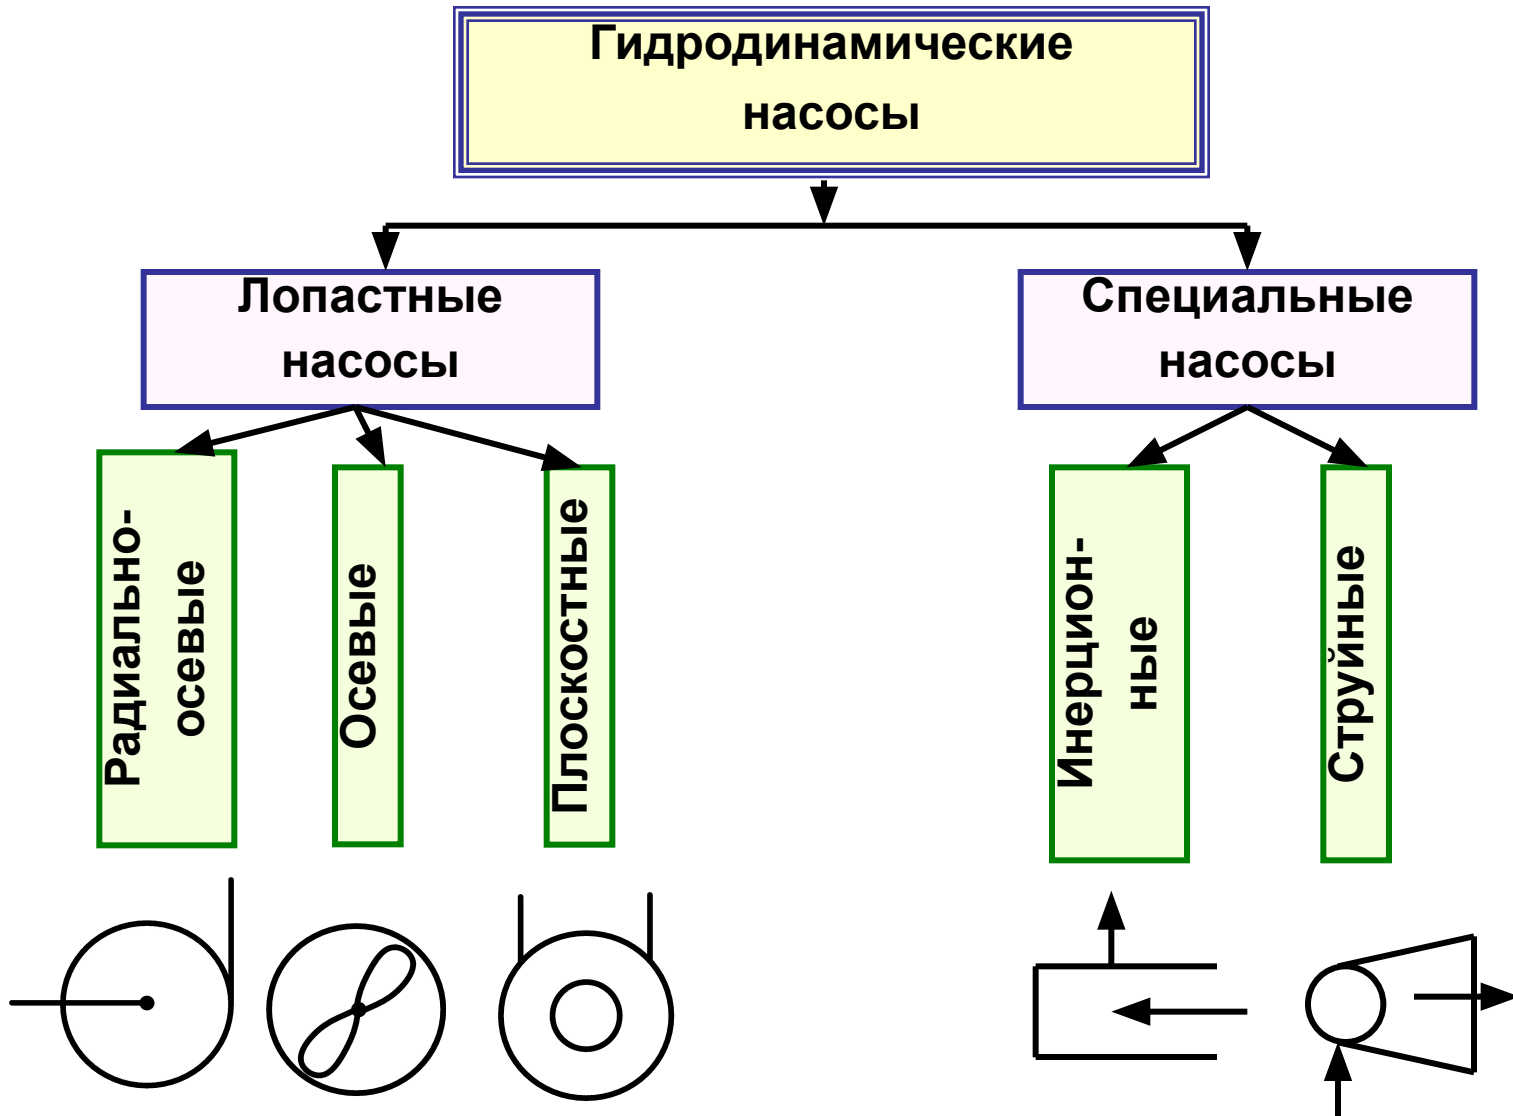 Гидродинамические
насосы
Лопастные
насосы
Специальные
насосы
Радиально-
осевые
Осевые
Плоскостные
Инерцион-
ные
Струйные